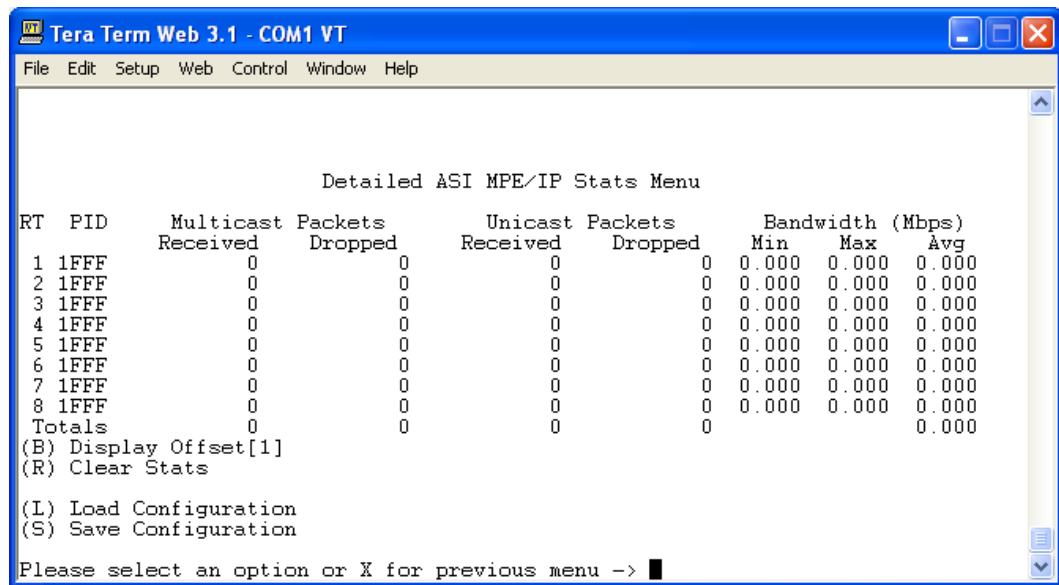 Tera Term Web 3.1 - COM1 VT
File Edit Setup Web Control Window Help
Detailed ASI MPE/IP Stats Menu
RT PID Multicast Packets Unicast Packets Bandwidth (Mbps)
Received Dropped Received Dropped Min Max Avg
1 1FFF 0 0 0 0 0.000 0.000 0.000
2 1FFF 0 0 0 0 0.000 0.000 0.000
3 1FFF 0 0 0 0 0.000 0.000 0.000
4 1FFF 0 0 0 0 0.000 0.000 0.000
5 1FFF 0 0 0 0 0.000 0.000 0.000
6 1FFF 0 0 0 0 0.000 0.000 0.000
7 1FFF 0 0 0 0 0.000 0.000 0.000
8 1FFF 0 0 0 0 0.000 0.000 0.000
Totals 0 0 0 0 0.000
(B) Display Offset[1]
(R) Clear Stats
(L) Load Configuration
(S) Save Configuration
Please select an option or X for previous menu ->